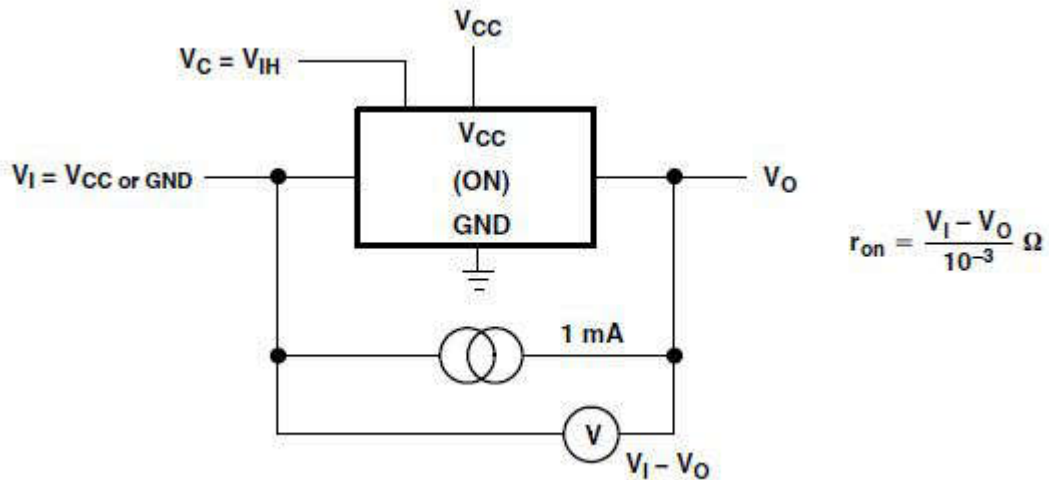 VCC
VC = VIH
VCC
VI = VCC or GND
(ON)
VO
GND
ron = VI – VO / 10–3 Ω
1 mA
V
VI – VO